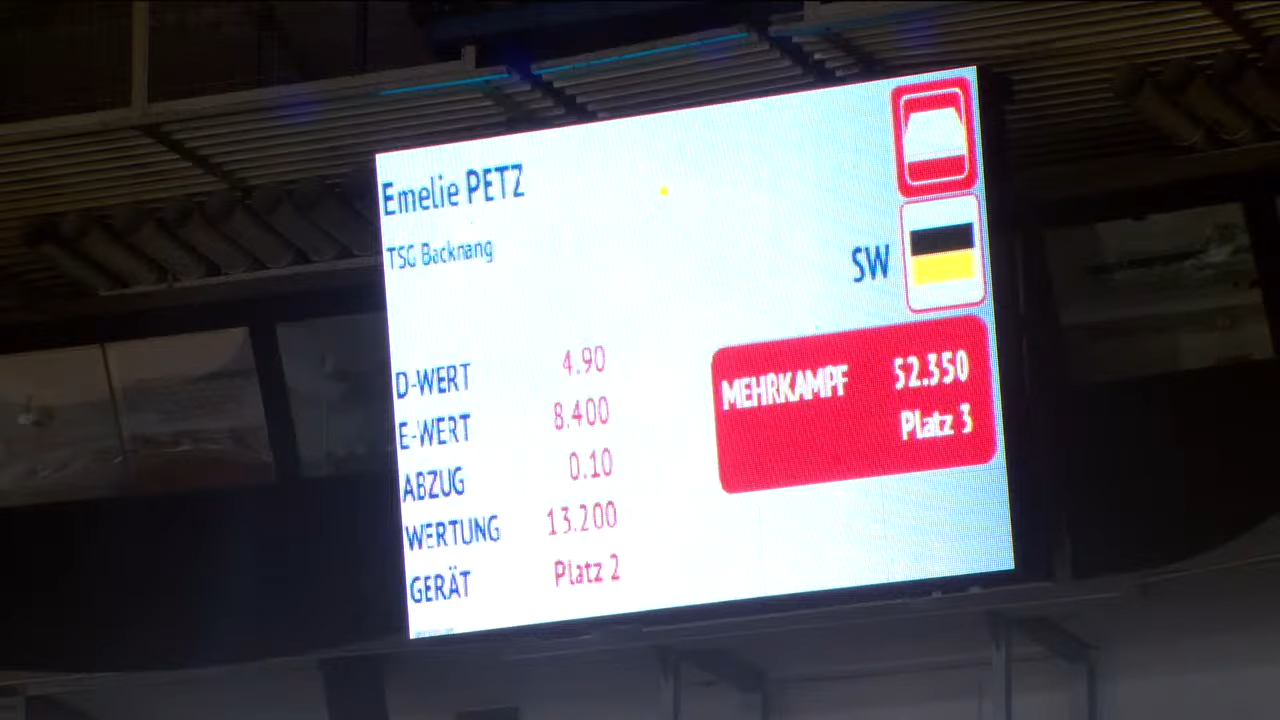 Emelie PETZ
TSG Backnang
SW
D-WERT 4.90
E-WERT 8.400
ABZUG 0.10
WERTUNG 13.200
GERÄT Platz 2
MEHRKAMPF 52.350
Platz 3